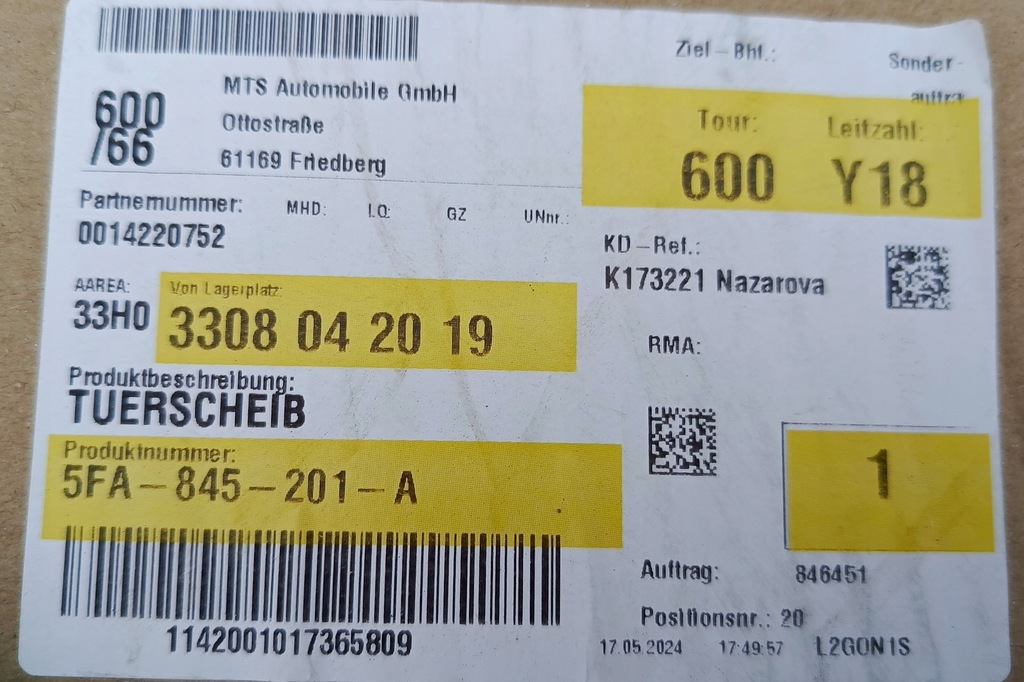 600
/66
MTS Automobile GmbH
Ottostraße
61169 Friedberg
Ziel-Bhf.:
Sonder-
auftra
Tour:
600
Leitzahl:
Y18
Partnernummer:
0014220752
MHD: LQ: GZ UNnr.:
KD-Ref.:
K173221 Nazarova
AAREA:
33H0
Von Lagerplatz:
3308 04 20 19
RMA:
Produktbeschreibung:
TUERSCHEIB
Produktnummer:
5FA-845-201-A
1
1142001017365809
Auftrag: 846451
Positionsnr.: 20
17.05.2024 17:49:57 L2GON1S